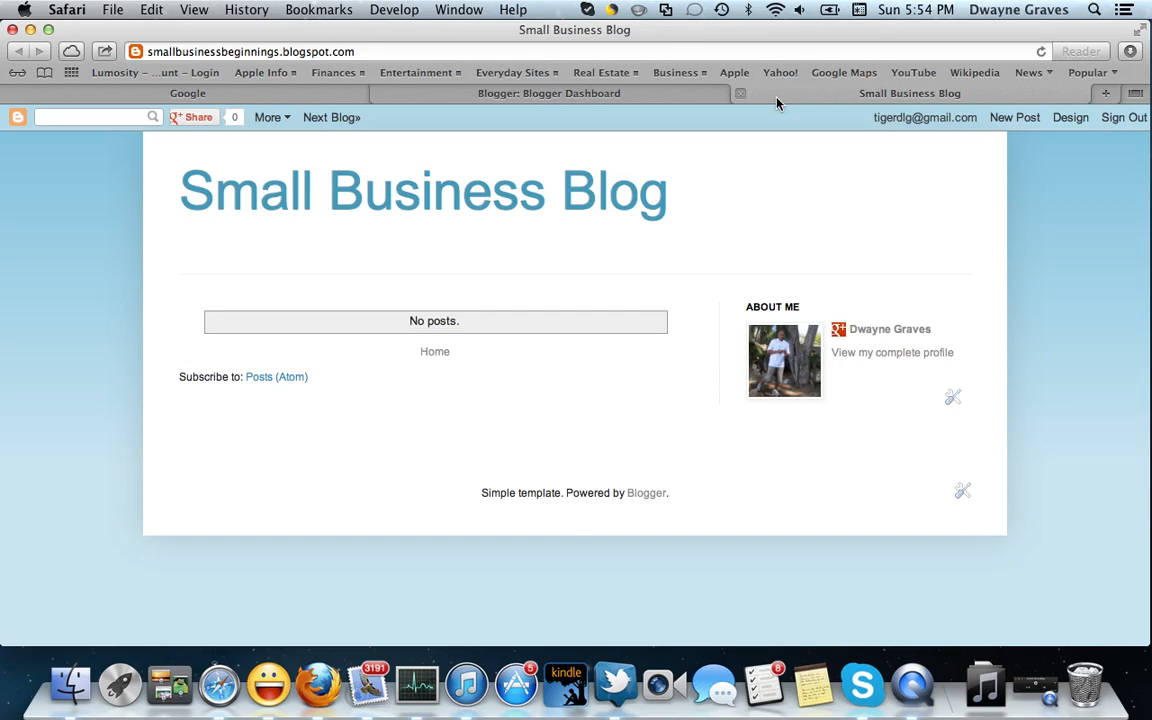 Safari File Edit View History Bookmarks Develop Window Help Sun 5:54 PM Dwayne Graves
Small Business Blog
smallbusinessbeginnings.blogspot.com Reader
Lumosity – ...unt – Login Apple Info Finances Entertainment Everyday Sites Real Estate Business Apple Yahoo! Google Maps YouTube Wikipedia News Popular
Google Blogger: Blogger Dashboard Small Business Blog
g+ Share 0 More Next Blog» tigerdlg@gmail.com New Post Design Sign Out
Small Business Blog
No posts.
Home
Subscribe to: Posts (Atom)
ABOUT ME
g+ Dwayne Graves
View my complete profile
Simple template. Powered by Blogger.
3191 5 kindle 8